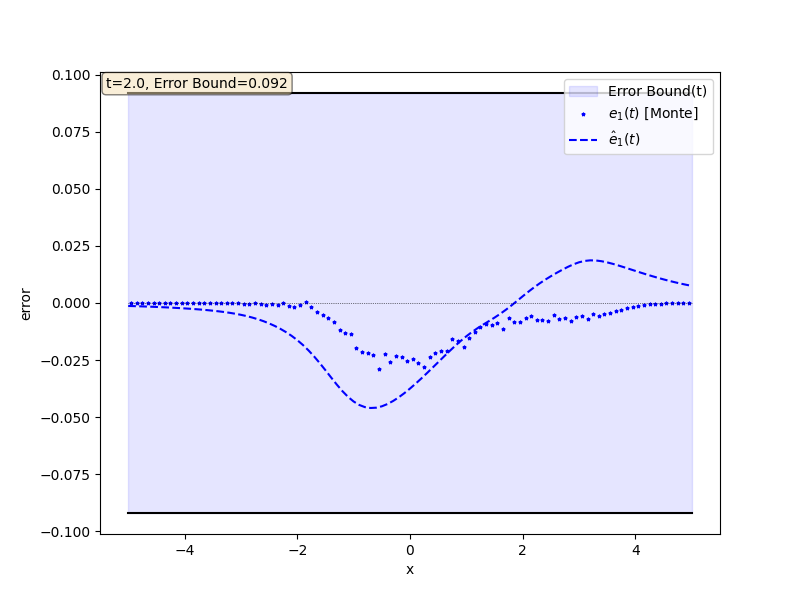 t=2.0, Error Bound=0.092
Error Bound(t)
e₁(t) [Monte]
ê₁(t)
error
0.100
0.075
0.050
0.025
0.000
−0.025
−0.050
−0.075
−0.100
−4
−2
0
2
4
x